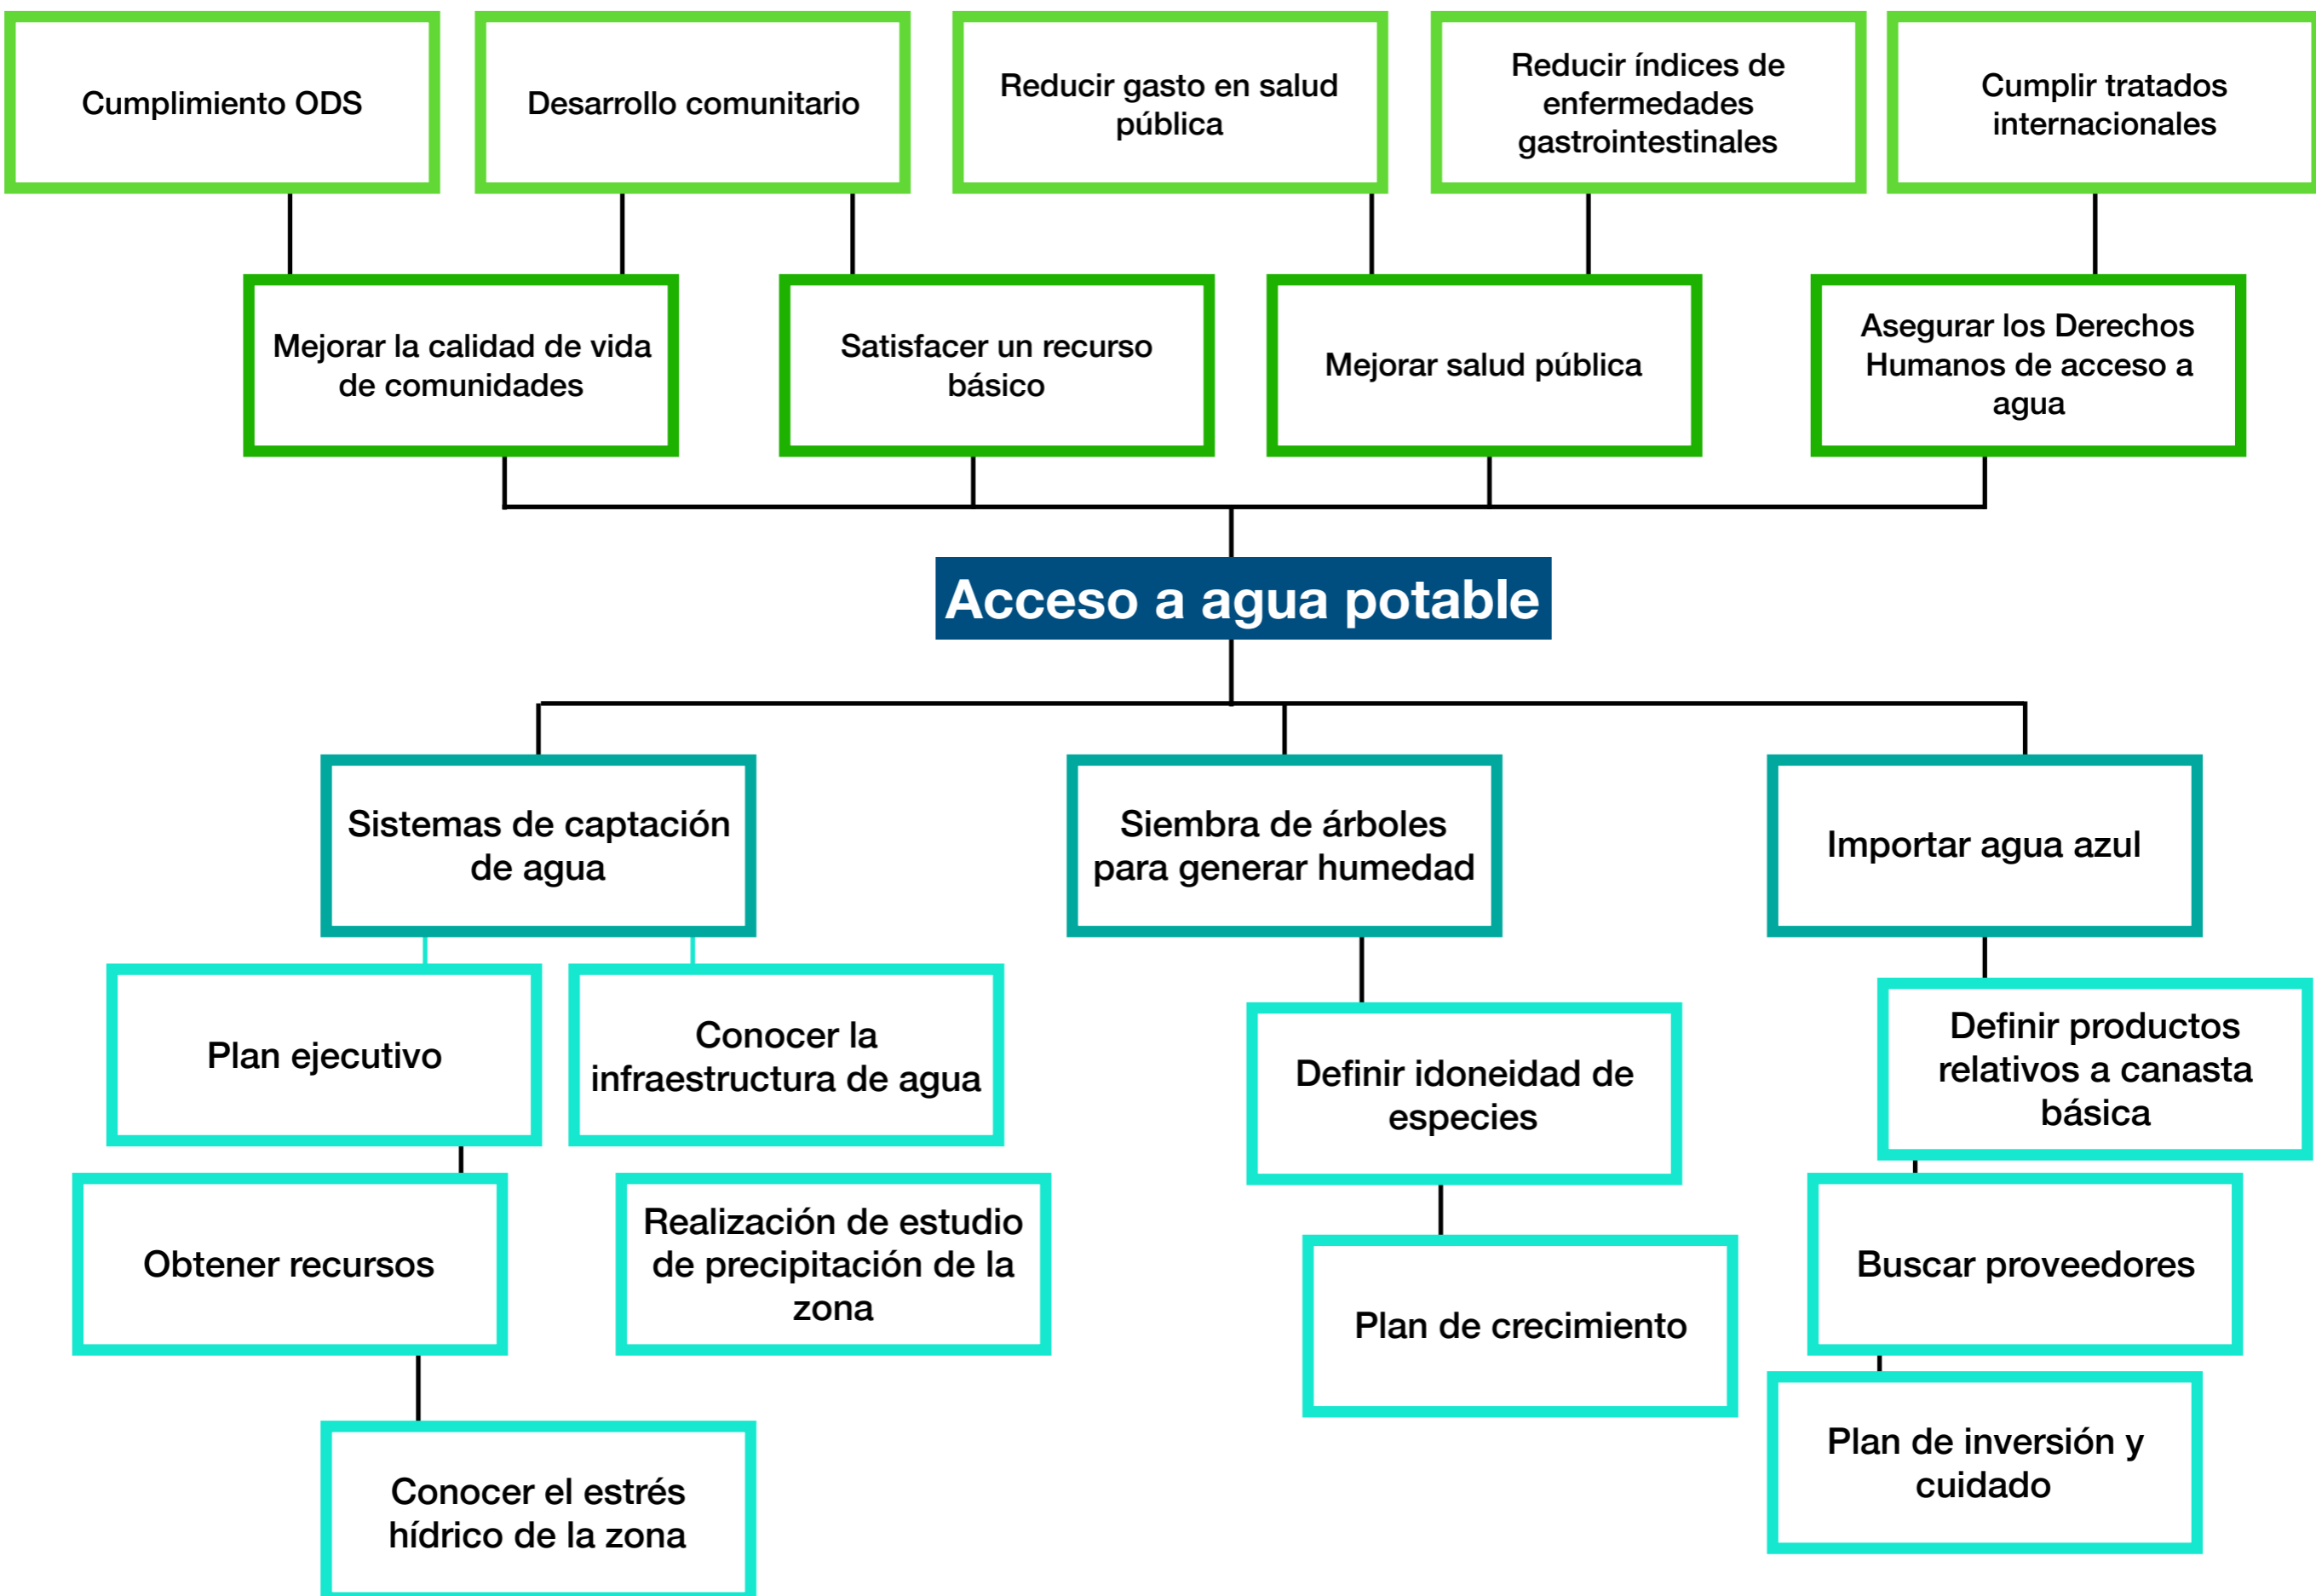 Cumplimiento ODS
Desarrollo comunitario
Reducir gasto en salud
pública
Reducir índices de
enfermedades
gastrointestinales
Cumplir tratados
internacionales
Mejorar la calidad de vida
de comunidades
Satisfacer un recurso
básico
Mejorar salud pública
Asegurar los Derechos
Humanos de acceso a
agua
Acceso a agua potable
Sistemas de captación
de agua
Siembra de árboles
para generar humedad
Importar agua azul
Plan ejecutivo
Conocer la
infraestructura de agua
Definir idoneidad de
especies
Definir productos
relativos a canasta
básica
Obtener recursos
Realización de estudio
de precipitación de la
zona
Plan de crecimiento
Buscar proveedores
Conocer el estrés
hídrico de la zona
Plan de inversión y
cuidado